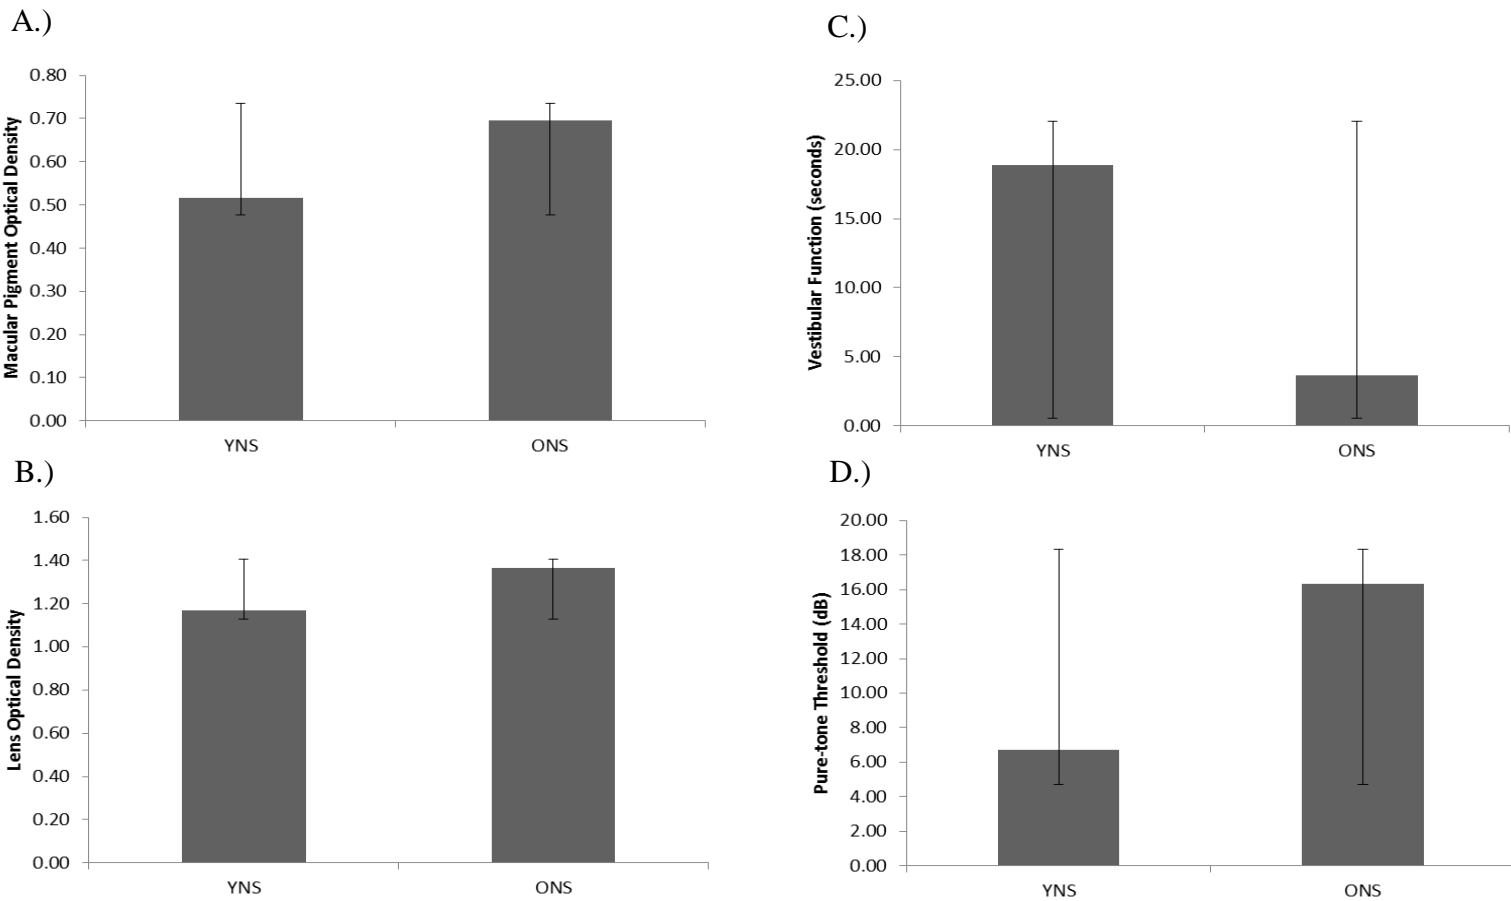 A.)
Macular Pigment Optical Density
0.80
0.70
0.60
0.50
0.40
0.30
0.20
0.10
0.00
YNS ONS
B.)
Lens Optical Density
1.60
1.40
1.20
1.00
0.80
0.60
0.40
0.20
0.00
YNS ONS
C.)
Vestibular Function (seconds)
25.00
20.00
15.00
10.00
5.00
0.00
YNS ONS
D.)
Pure-tone Threshold (dB)
20.00
18.00
16.00
14.00
12.00
10.00
8.00
6.00
4.00
2.00
0.00
YNS ONS